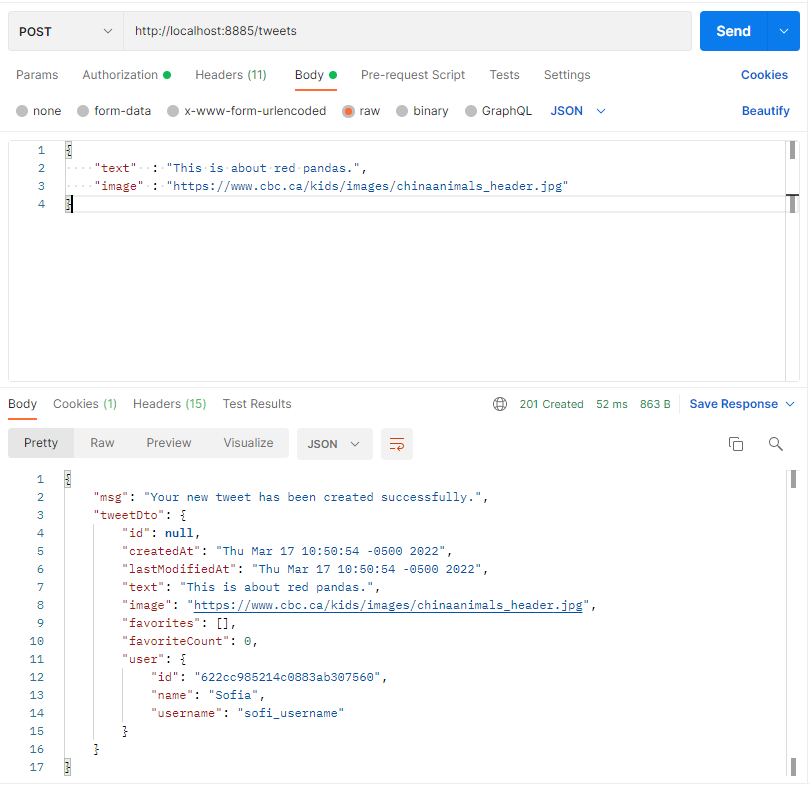 POST http://localhost:8885/tweets Send
Params Authorization Headers (11) Body Pre-request Script Tests Settings Cookies
none form-data x-www-form-urlencoded raw binary GraphQL JSON Beautify
1 {
2 "text" : "This is about red pandas.",
3 "image" : "https://www.cbc.ca/kids/images/chinaanimals_header.jpg"
4 }
Body Cookies (1) Headers (15) Test Results 201 Created 52 ms 863 B Save Response
Pretty Raw Preview Visualize JSON
1 {
2 "msg": "Your new tweet has been created successfully.",
3 "tweetDto": {
4 "id": null,
5 "createdAt": "Thu Mar 17 10:50:54 -0500 2022",
6 "lastModifiedAt": "Thu Mar 17 10:50:54 -0500 2022",
7 "text": "This is about red pandas.",
8 "image": "https://www.cbc.ca/kids/images/chinaanimals_header.jpg",
9 "favorites": [],
10 "favoriteCount": 0,
11 "user": {
12 "id": "622cc985214c0883ab307560",
13 "name": "Sofia",
14 "username": "sofi_username"
15 }
16 }
17 }